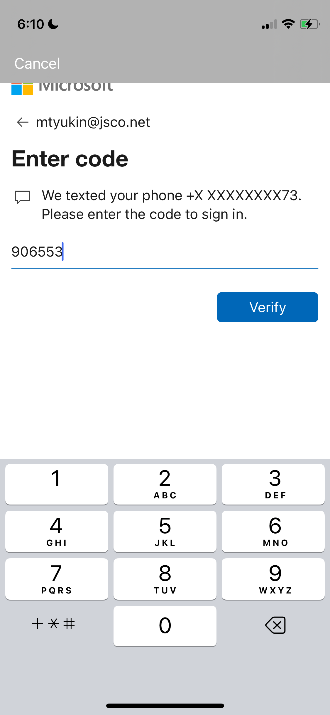 6:10
Cancel
Microsoft
mtyukin@jsco.net
Enter code
We texted your phone +X XXXXXXXX73.
Please enter the code to sign in.
906553
Verify
1
2
ABC
3
DEF
4
GHI
5
JKL
6
MNO
7
PQRS
8
TUV
9
WXYZ
+*#
0